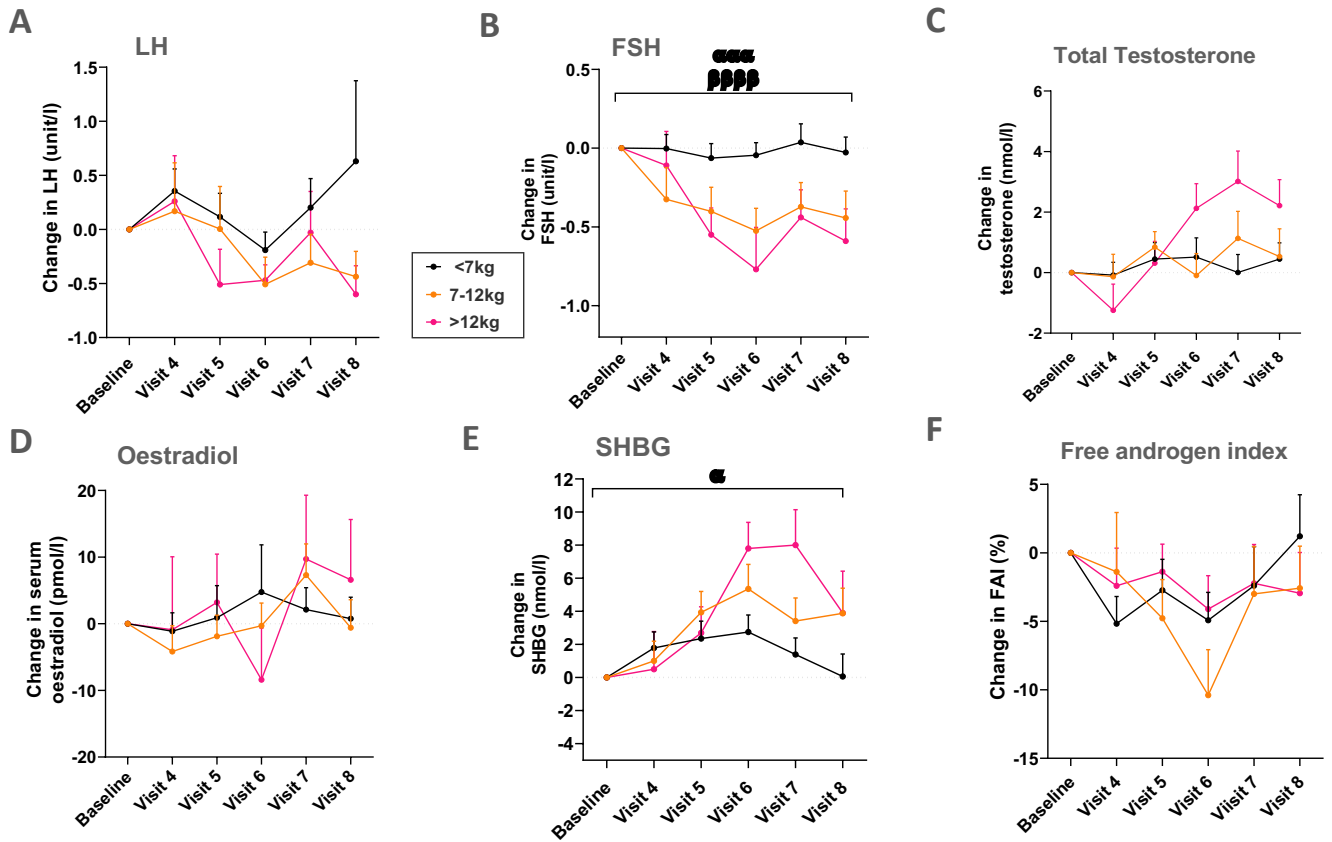 A
LH
Change in LH (unit/l)
1.5
1.0
0.5
0.0
-0.5
-1.0
Baseline
Visit 4
Visit 5
Visit 6
Visit 7
Visit 8
<7kg
7-12kg
>12kg
B
FSH
ααα
ββββ
Change in
FSH (unit/l)
0.5
0.0
-0.5
-1.0
Baseline
Visit 4
Visit 5
Visit 6
Visit 7
Visit 8
C
Total Testosterone
Change in
testosterone (nmol/l)
6
4
2
0
-2
Baseline
Visit 4
Visit 5
Visit 6
Visit 7
Visit 8
D
Oestradiol
Change in serum
oestradiol (pmol/l)
20
10
0
-10
-20
Baseline
Visit 4
Visit 5
Visit 6
Visit 7
Visit 8
E
SHBG
α
Change in
SHBG (nmol/l)
12
10
8
6
4
2
0
-2
-4
Baseline
Visit 4
Visit 5
Visit 6
Visit 7
Visit 8
F
Free androgen index
Change in FAI (%)
5
0
-5
-10
-15
Baseline
Visit 4
Visit 5
Visit 6
Viisit 7
Visit 8